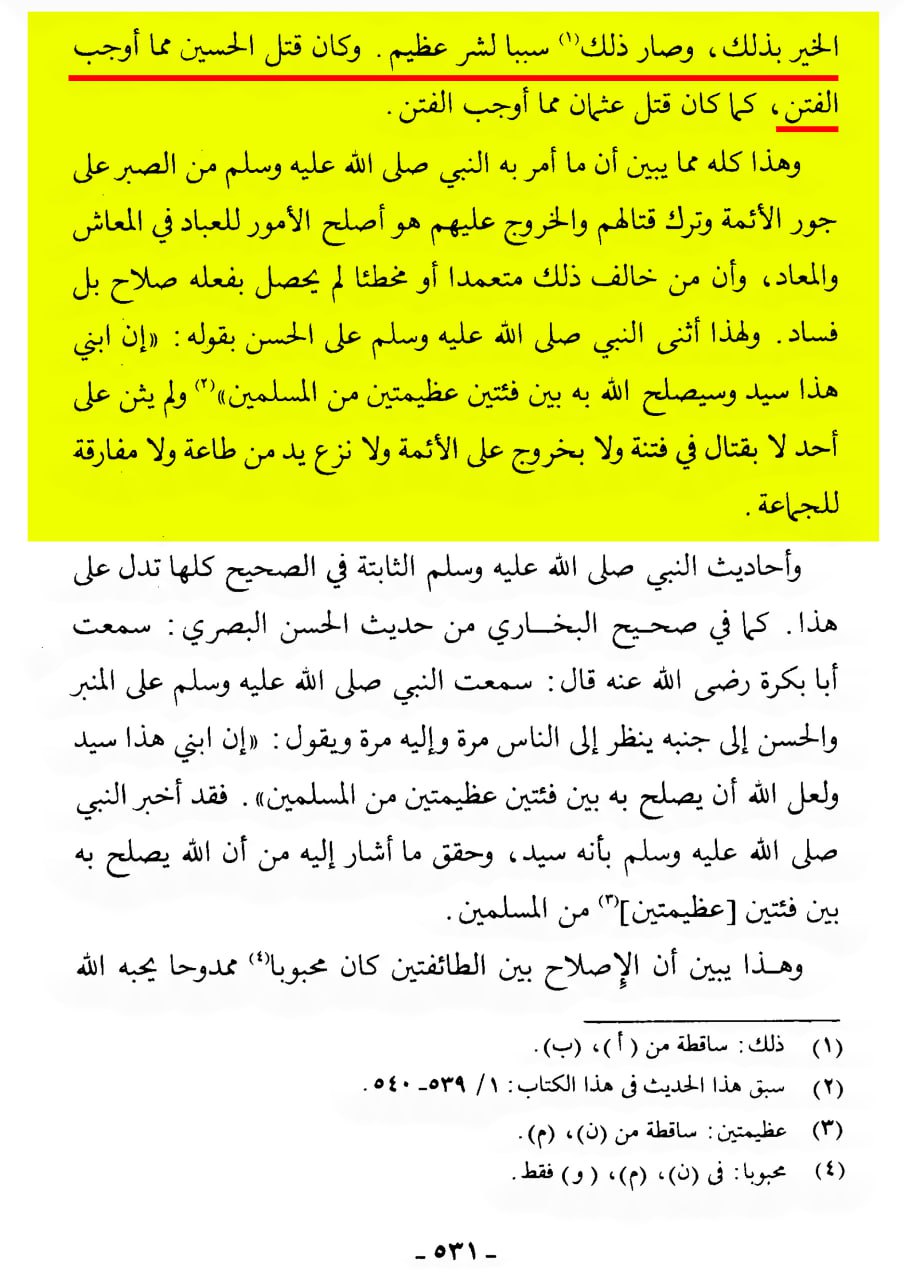 الخير بذلك، وصار ذلك(١) سببا لشر عظيم. وكان قتل الحسين مما أوجب
الفتن، كما كان قتل عثمان مما أوجب الفتن.
وهذا كله مما يبين أن ما أمر به النبي صلى الله عليه وسلم من الصبر على
جور الأئمة وترك قتالهم والخروج عليهم هو أصلح الأمور للعباد في المعاش
والمعاد، وأن من خالف ذلك متعمدا أو مخطئا لم يحصل بفعله صلاح بل
فساد. ولهذا أثنى النبي صلى الله عليه وسلم على الحسن بقوله: «إن ابني
هذا سيد وسيصلح الله به بين فئتين عظيمتين من المسلمين»(٢) ولم يثن على
أحد لا بقتال في فتنة ولا بخروج على الأئمة ولا نزع يد من طاعة ولا مفارقة
للجماعة.
وأحاديث النبي صلى الله عليه وسلم الثابتة في الصحيح كلها تدل على
هذا. كما في صحيح البخاري من حديث الحسن البصري: سمعت
أبا بكرة رضى الله عنه قال: سمعت النبي صلى الله عليه وسلم على المنبر
والحسن إلى جنبه ينظر إلى الناس مرة وإليه مرة ويقول: «إن ابني هذا سيد
ولعل الله أن يصلح به بين فئتين عظيمتين من المسلمين». فقد أخبر النبي
صلى الله عليه وسلم بأنه سيد، وحقق ما أشار إليه من أن الله يصلح به
بين فئتين [عظيمتين](٣) من المسلمين.
وهذا يبين أن الإصلاح بين الطائفتين كان محبوبا(٤) ممدوحا يحبه الله
(١) ذلك: ساقطة من (أ)، (ب).
(٢) سبق هذا الحديث فى هذا الكتاب: ١/ ٥٣٩-٥٤٠.
(٣) عظيمتين: ساقطة من (ن)، (م).
(٤) محبوبا: فى (ن)، (م)، (و) فقط.
- ٥٣١ -